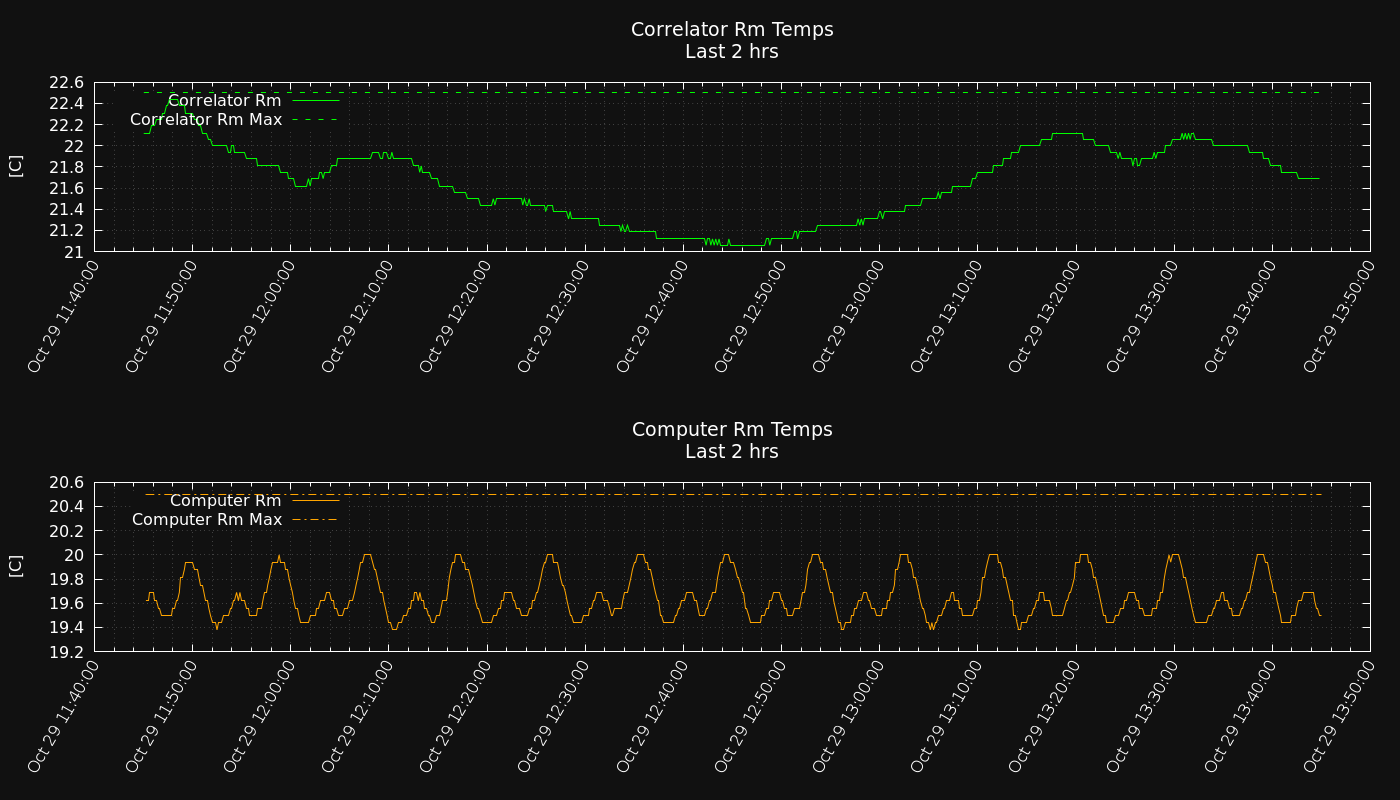 Correlator Rm Temps
Last 2 hrs
22.6
22.4
22.2
22
21.8
21.6
21.4
21.2
21
[C]
Correlator Rm
Correlator Rm Max
Oct 29 11:40:00
Oct 29 11:50:00
Oct 29 12:00:00
Oct 29 12:10:00
Oct 29 12:20:00
Oct 29 12:30:00
Oct 29 12:40:00
Oct 29 12:50:00
Oct 29 13:00:00
Oct 29 13:10:00
Oct 29 13:20:00
Oct 29 13:30:00
Oct 29 13:40:00
Oct 29 13:50:00
Computer Rm Temps
Last 2 hrs
20.6
20.4
20.2
20
19.8
19.6
19.4
19.2
[C]
Computer Rm
Computer Rm Max
Oct 29 11:40:00
Oct 29 11:50:00
Oct 29 12:00:00
Oct 29 12:10:00
Oct 29 12:20:00
Oct 29 12:30:00
Oct 29 12:40:00
Oct 29 12:50:00
Oct 29 13:00:00
Oct 29 13:10:00
Oct 29 13:20:00
Oct 29 13:30:00
Oct 29 13:40:00
Oct 29 13:50:00